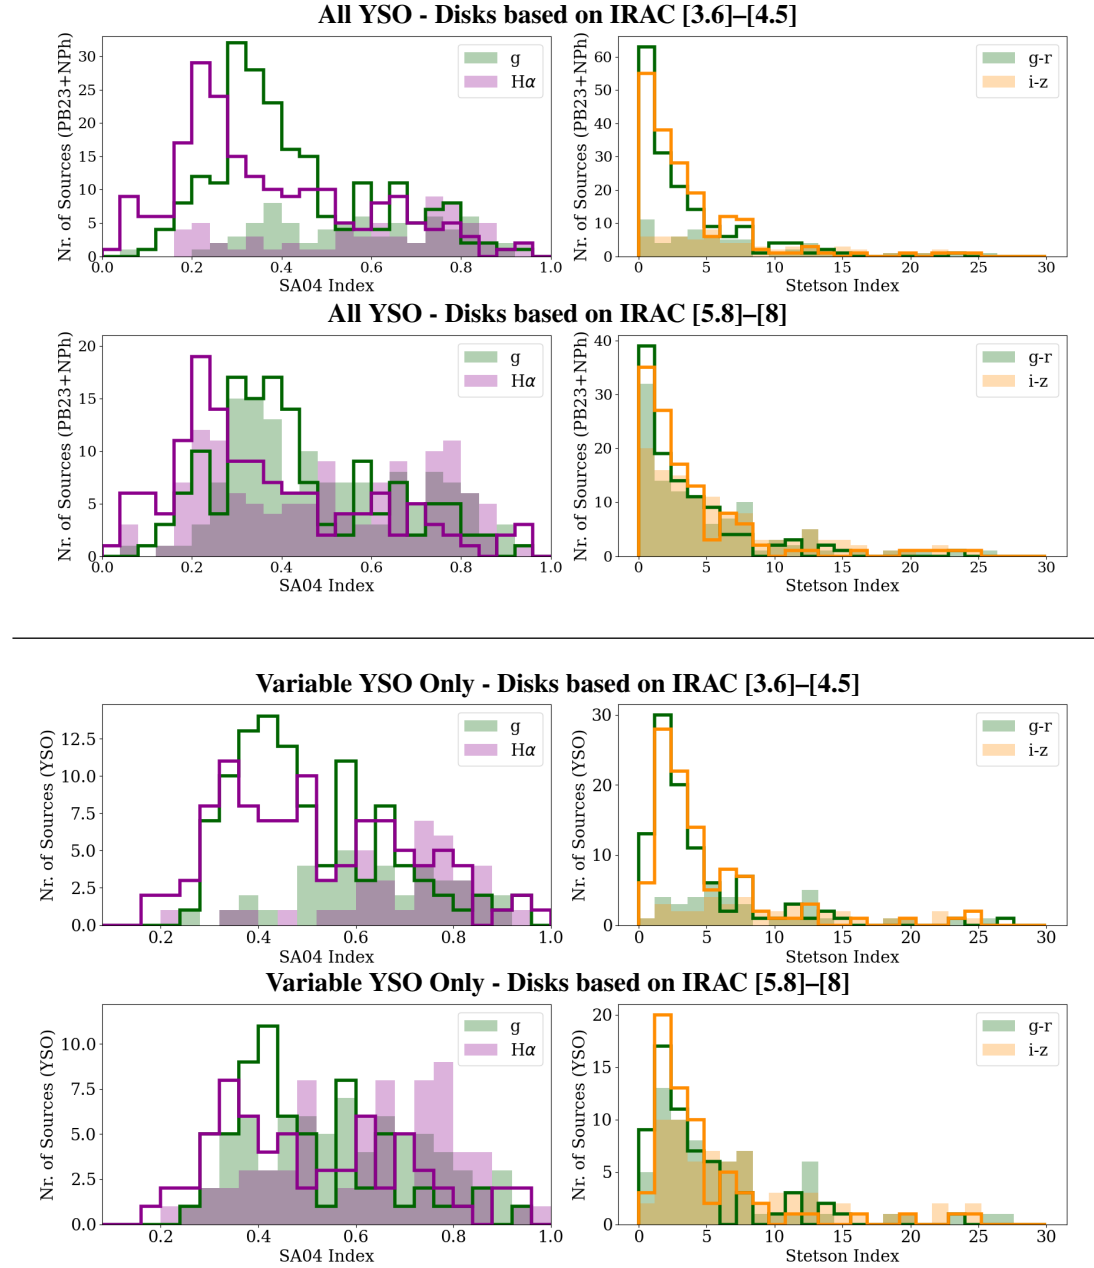 All YSO - Disks based on IRAC [3.6]–[4.5]
Nr. of Sources (PB23+NPh)
30
25
20
15
10
5
0
g
Hα
0.0 0.2 0.4 0.6 0.8 1.0
SA04 Index
Nr. of Sources (PB23+NPh)
60
50
40
30
20
10
0
g-r
i-z
0 5 10 15 20 25 30
Stetson Index
All YSO - Disks based on IRAC [5.8]–[8]
Nr. of Sources (PB23+NPh)
20
15
10
5
0
g
Hα
0.0 0.2 0.4 0.6 0.8 1.0
SA04 Index
Nr. of Sources (PB23+NPh)
40
30
20
10
0
g-r
i-z
0 5 10 15 20 25 30
Stetson Index
Variable YSO Only - Disks based on IRAC [3.6]–[4.5]
Nr. of Sources (YSO)
12.5
10.0
7.5
5.0
2.5
0.0
g
Hα
0.2 0.4 0.6 0.8 1.0
SA04 Index
Nr. of Sources (YSO)
30
20
10
0
g-r
i-z
0 5 10 15 20 25 30
Stetson Index
Variable YSO Only - Disks based on IRAC [5.8]–[8]
Nr. of Sources (YSO)
10.0
7.5
5.0
2.5
0.0
g
Hα
0.2 0.4 0.6 0.8 1.0
SA04 Index
Nr. of Sources (YSO)
20
15
10
5
0
g-r
i-z
0 5 10 15 20 25 30
Stetson Index